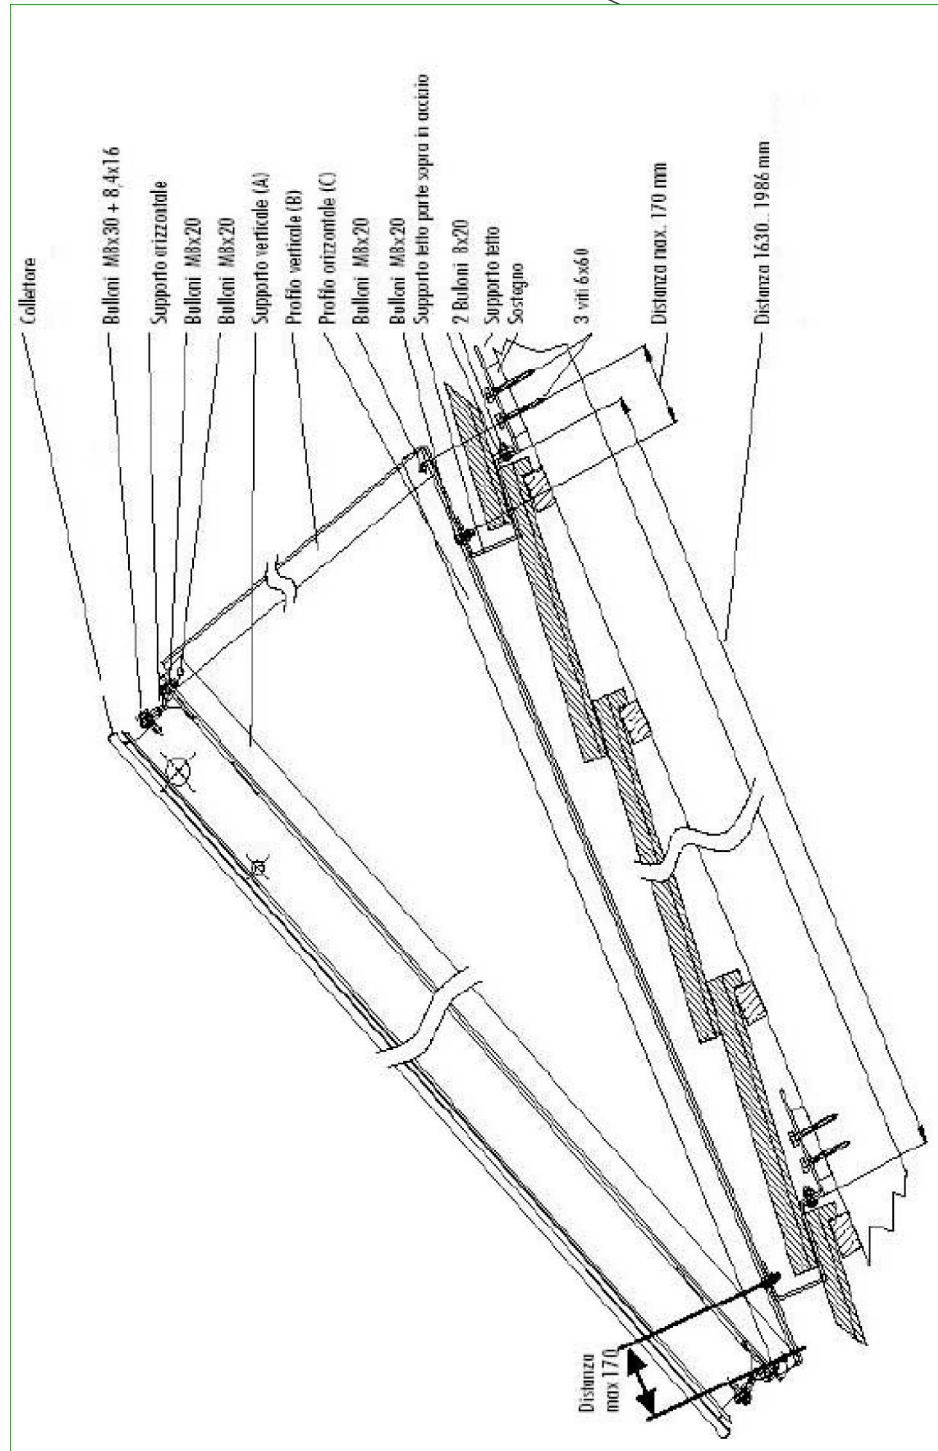 Collettore
Bulloni M8x30 + 8,4x16
Supporto orizzontale
Bulloni M8x20
Bulloni M8x20
Supporto verticale (A)
Profilo verticale (B)
Profilo orizzontale (C)
Bulloni M8x20
Bulloni M8x20
Supporto tetto parte sopra in acciaio
2 Bulloni 8x20
Supporto tetto
Sostegno
3 viti 6x60
Distanza max. 170 mm
Distanza 1630.. 1986 mm
Distanza
max 170